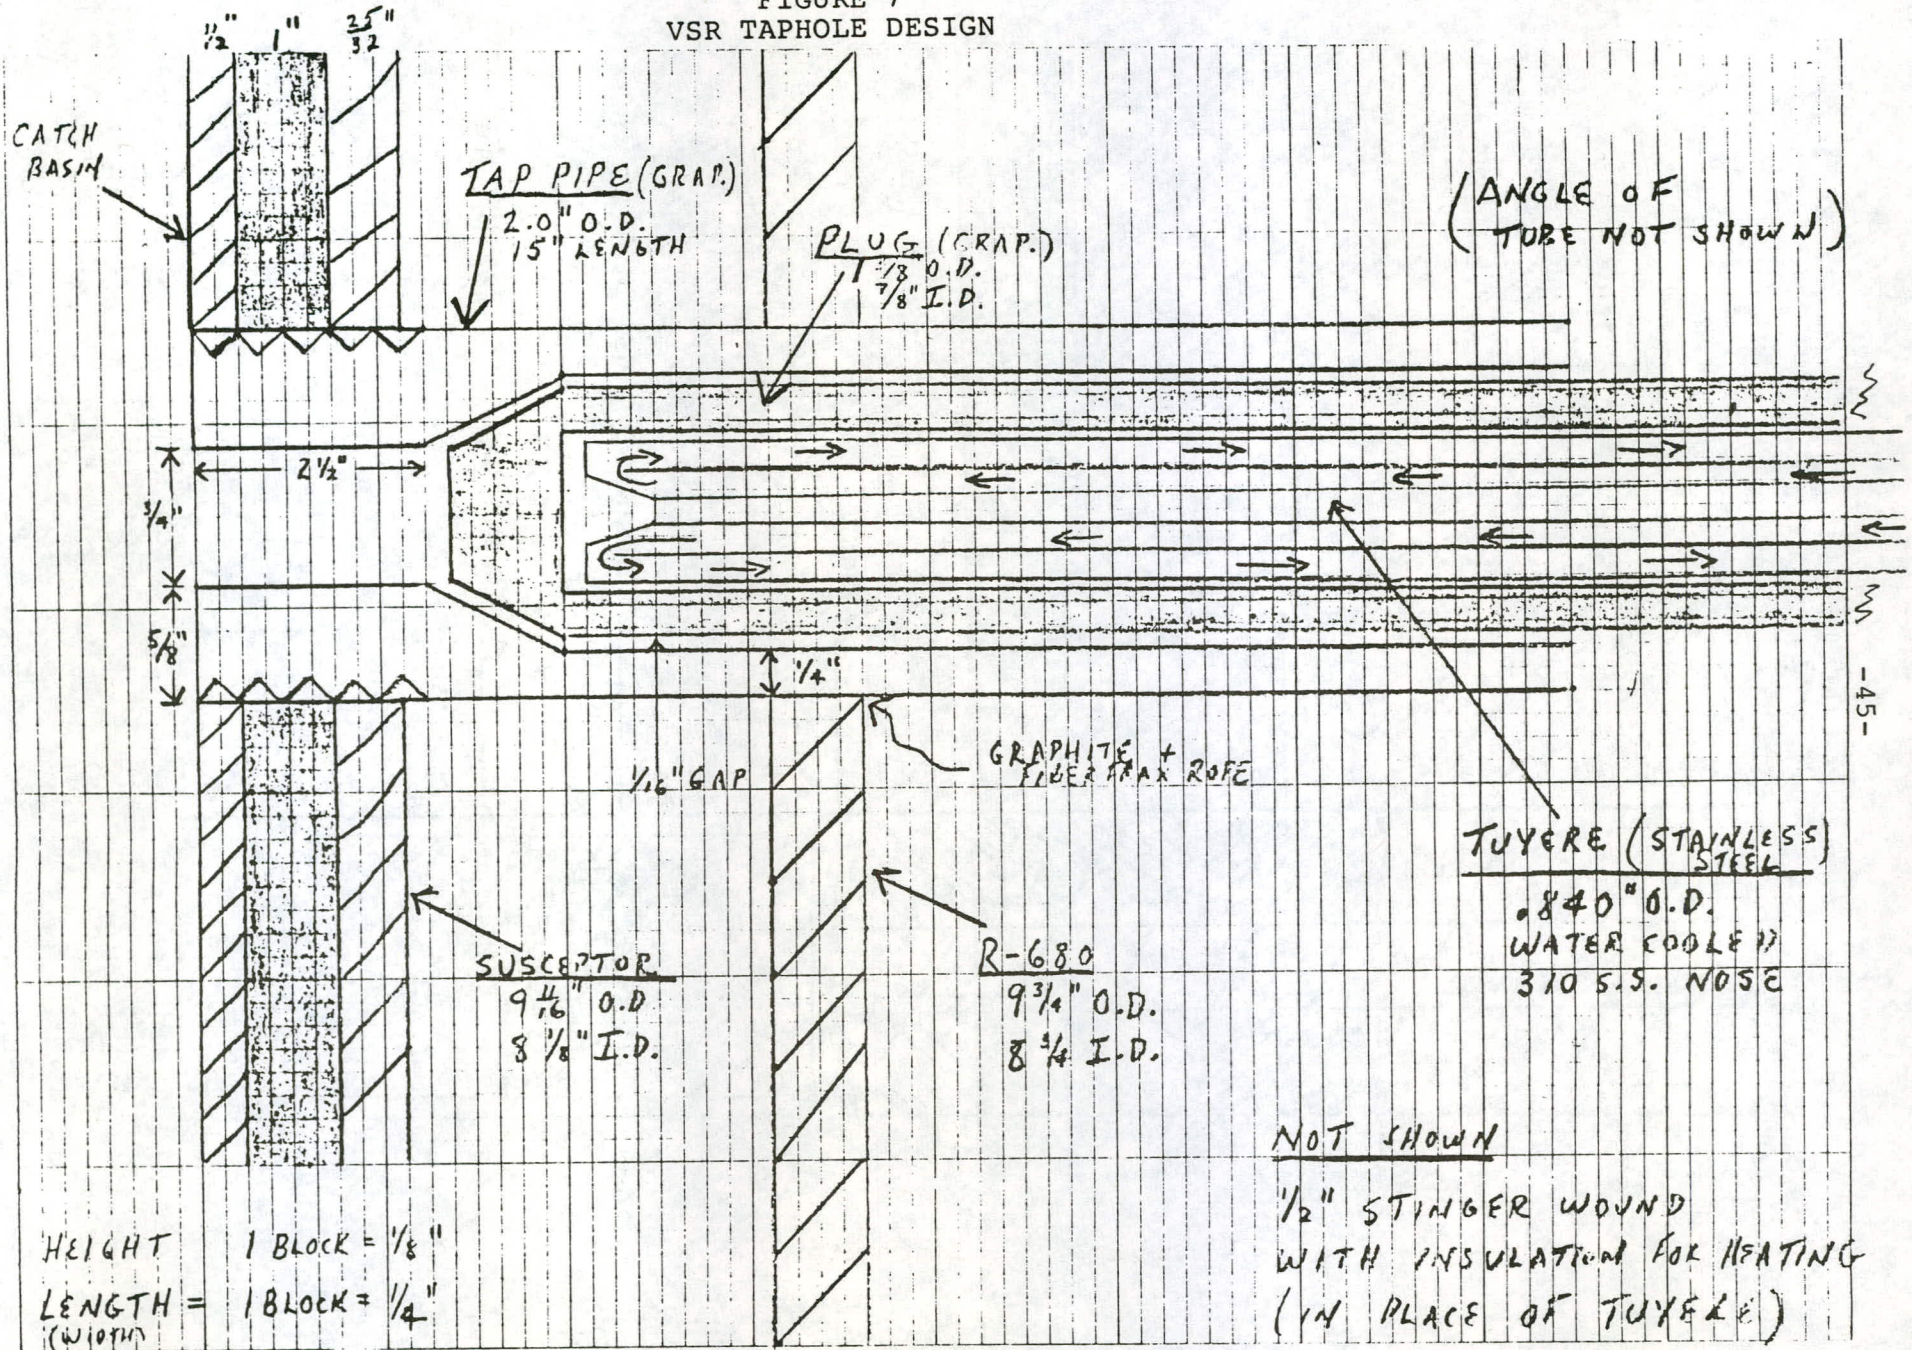 FIGURE 7
VSR TAPHOLE DESIGN
1/2"
1"
25/32"
CATCH
BASIN
TAP PIPE (GRAP.)
2.0" O.D.
15" LENGTH
PLUG (GRAP.)
1 3/8 O.D.
7/8" I.D.
(ANGLE OF
TUBE NOT SHOWN)
2 1/2"
3/4"
5/8"
1/4"
1/16" GAP
GRAPHITE +
FIBERFRAX ROPE
-45-
TUYERE (STAINLESS
STEEL)
.840" O.D.
WATER COOLED
310 S.S. NOSE
SUSCEPTOR
9 11/16" O.D
8 1/8" I.D.
R-680
9 3/4" O.D.
8 3/4 I.D.
NOT SHOWN
1/2" STINGER WOUND
WITH INSULATION FOR HEATING
(IN PLACE OF TUYERE)
HEIGHT 1 BLOCK = 1/8"
LENGTH = 1 BLOCK = 1/4"
(WIDTH)